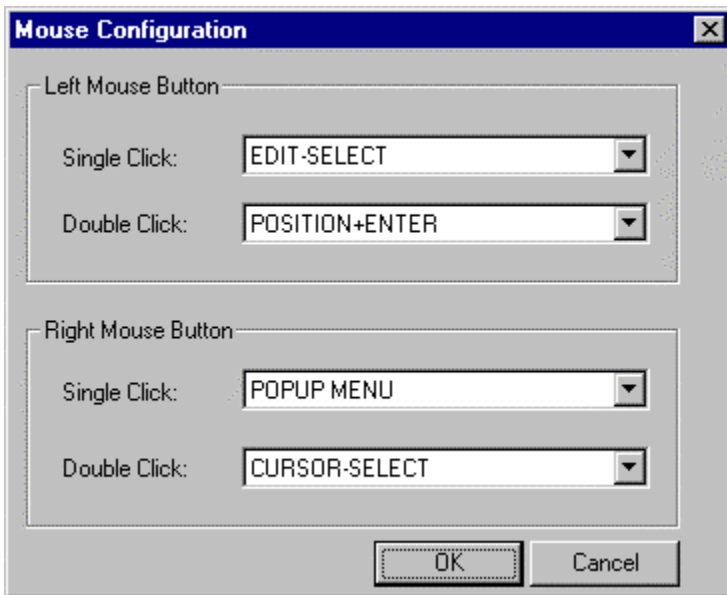 Mouse Configuration
Left Mouse Button
Single Click: EDIT-SELECT
Double Click: POSITION+ENTER
Right Mouse Button
Single Click: POPUP MENU
Double Click: CURSOR-SELECT
OK Cancel